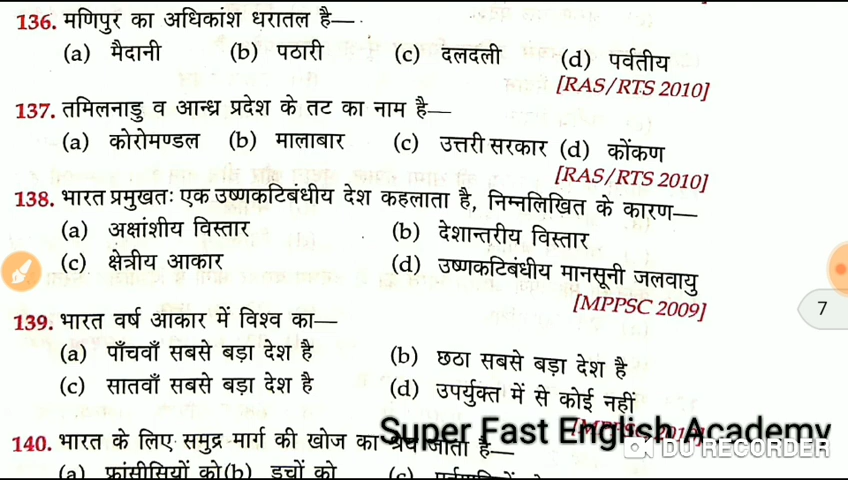 136. मणिपुर का अधिकांश धरातल है—
(a) मैदानी (b) पठारी (c) दलदली (d) पर्वतीय
[RAS/RTS 2010]
137. तमिलनाडु व आन्ध्र प्रदेश के तट का नाम है—
(a) कोरोमण्डल (b) मालाबार (c) उत्तरी सरकार (d) कोंकण
[RAS/RTS 2010]
138. भारत प्रमुखतः एक उष्णकटिबंधीय देश कहलाता है, निम्नलिखित के कारण—
(a) अक्षांशीय विस्तार (b) देशान्तरीय विस्तार
(c) क्षेत्रीय आकार (d) उष्णकटिबंधीय मानसूनी जलवायु
[MPPSC 2009]
7
139. भारत वर्ष आकार में विश्व का—
(a) पाँचवाँ सबसे बड़ा देश है (b) छठा सबसे बड़ा देश है
(c) सातवाँ सबसे बड़ा देश है (d) उपर्युक्त में से कोई नहीं
Super Fast English Academy
DU RECORDER
140. भारत के लिए समुद्र मार्ग की खोज का श्रेय जाता है—
(a) फ्रांसीसियों को (b) डचों को (c)